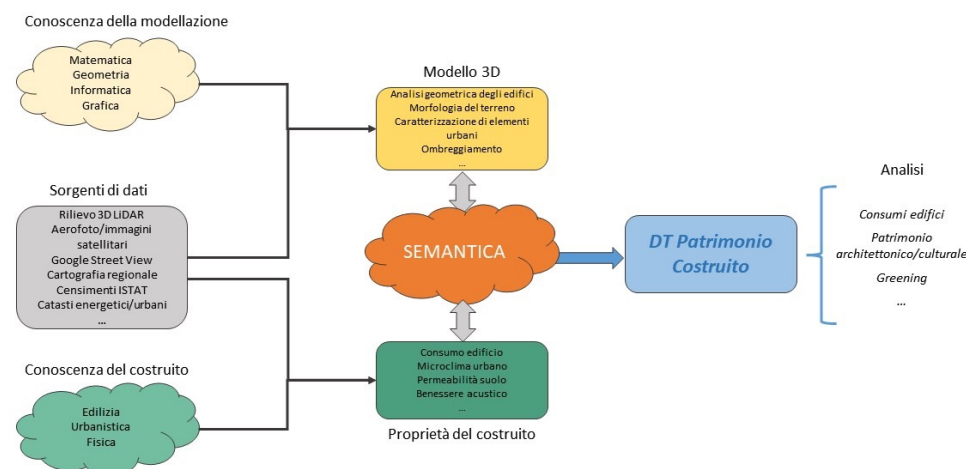 Conoscenza della modellazione
Matematica
Geometria
Informatica
Grafica
Sorgenti di dati
Rilievo 3D LiDAR
Aerofoto/immagini
satellitari
Google Street View
Cartografia regionale
Censimenti ISTAT
Catasti energetici/urbani
...
Conoscenza del costruito
Edilizia
Urbanistica
Fisica
Modello 3D
Analisi geometrica degli edifici
Morfologia del terreno
Caratterizzazione di elementi
urbani
Ombreggiamento
...
SEMANTICA
Consumo edificio
Microclima urbano
Permeabilità suolo
Benessere acustico
...
Proprietà del costruito
DT Patrimonio
Costruito
Analisi
Consumi edifici
Patrimonio
architettonico/culturale
Greening
...